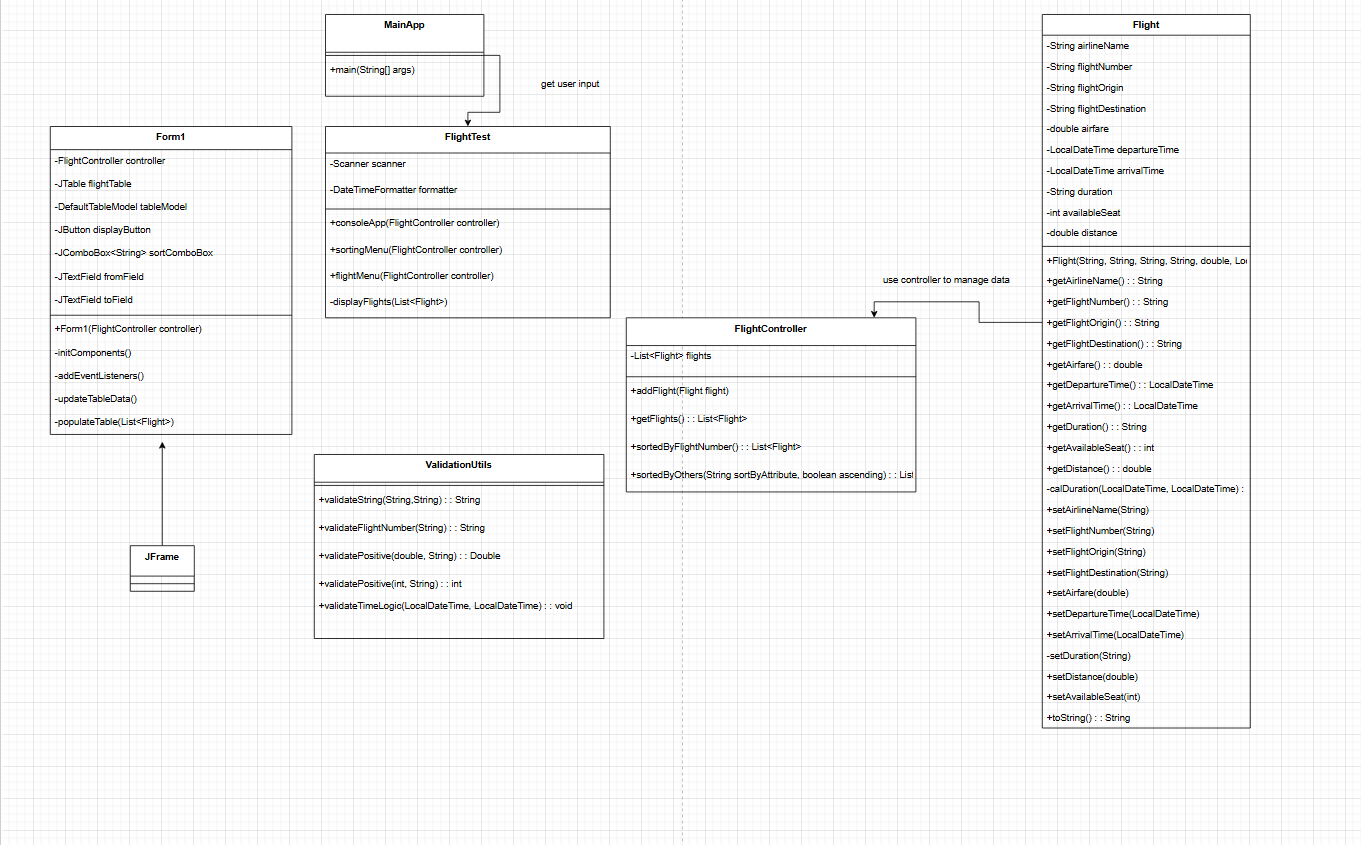 MainApp
+main(String[] args)
get user input
Form1
-FlightController controller
-JTable flightTable
-DefaultTableModel tableModel
-JButton displayButton
-JComboBox<String> sortComboBox
-JTextField fromField
-JTextField toField
+Form1(FlightController controller)
-initComponents()
-addEventListeners()
-updateTableData()
-populateTable(List<Flight>)
JFrame
FlightTest
-Scanner scanner
-DateTimeFormatter formatter
+consoleApp(FlightController controller)
+sortingMenu(FlightController controller)
+flightMenu(FlightController controller)
-displayFlights(List<Flight>)
ValidationUtils
+validateString(String,String) : : String
+validateFlightNumber(String) : : String
+validatePositive(double, String) : : Double
+validatePositive(int, String) : : int
+validateTimeLogic(LocalDateTime, LocalDateTime) : : void
use controller to manage data
FlightController
-List<Flight> flights
+addFlight(Flight flight)
+getFlights() : : List<Flight>
+sortedByFlightNumber() : : List<Flight>
+sortedByOthers(String sortByAttribute, boolean ascending) : : List
Flight
-String airlineName
-String flightNumber
-String flightOrigin
-String flightDestination
-double airfare
-LocalDateTime departureTime
-LocalDateTime arrivalTime
-String duration
-int availableSeat
-double distance
+Flight(String, String, String, String, double, Lo
+getAirlineName() : : String
+getFlightNumber() : : String
+getFlightOrigin() : : String
+getFlightDestination() : : String
+getAirfare() : : double
+getDepartureTime() : : LocalDateTime
+getArrivalTime() : : LocalDateTime
+getDuration() : : String
+getAvailableSeat() : : int
+getDistance() : : double
-calDuration(LocalDateTime, LocalDateTime) :
+setAirlineName(String)
+setFlightNumber(String)
+setFlightOrigin(String)
+setFlightDestination(String)
+setAirfare(double)
+setDepartureTime(LocalDateTime)
+setArrivalTime(LocalDateTime)
-setDuration(String)
+setDistance(double)
+setAvailableSeat(int)
+toString() : : String